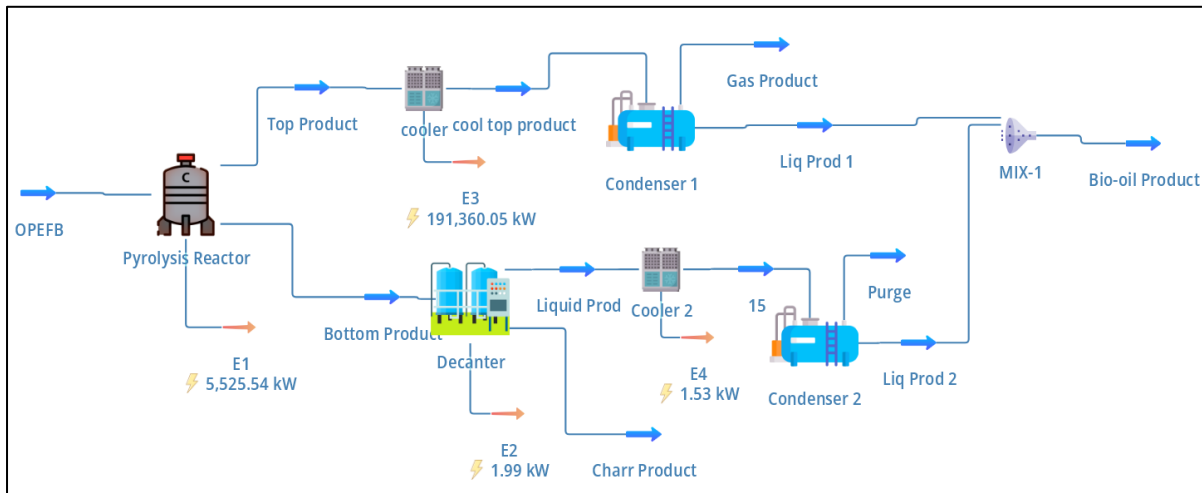 OPEFB
C
Pyrolysis Reactor
E1
5,525.54 kW
Top Product
cooler
cool top product
E3
191,360.05 kW
Condenser 1
Gas Product
Liq Prod 1
MIX-1
Bio-oil Product
Bottom Product
Decanter
E2
1.99 kW
Liquid Prod
Cooler 2
E4
1.53 kW
15
Condenser 2
Purge
Liq Prod 2
Charr Product